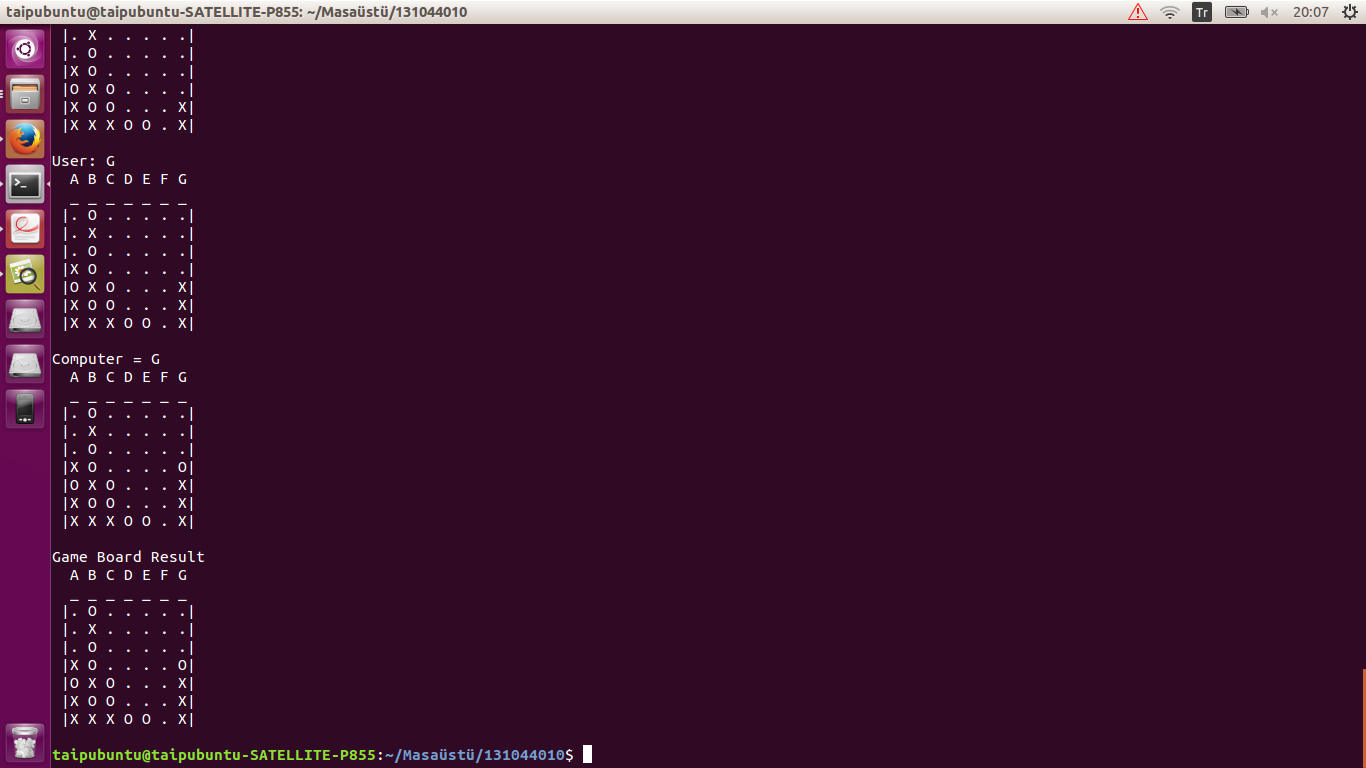 taipubuntu@taipubuntu-SATELLITE-P855: ~/Masaüstü/131044010 Tr 20:07
|. X . . . . .|
|. O . . . . .|
|X O . . . . .|
|O X O . . . .|
|X O O . . . X|
|X X X O O . X|
User: G
A B C D E F G
_ _ _ _ _ _ _
|. O . . . . .|
|. X . . . . .|
|. O . . . . .|
|X O . . . . .|
|O X O . . . X|
|X O O . . . X|
|X X X O O . X|
Computer = G
A B C D E F G
_ _ _ _ _ _ _
|. O . . . . .|
|. X . . . . .|
|. O . . . . .|
|X O . . . . O|
|O X O . . . X|
|X O O . . . X|
|X X X O O . X|
Game Board Result
A B C D E F G
_ _ _ _ _ _ _
|. O . . . . .|
|. X . . . . .|
|. O . . . . .|
|X O . . . . O|
|O X O . . . X|
|X O O . . . X|
|X X X O O . X|
taipubuntu@taipubuntu-SATELLITE-P855:~/Masaüstü/131044010$